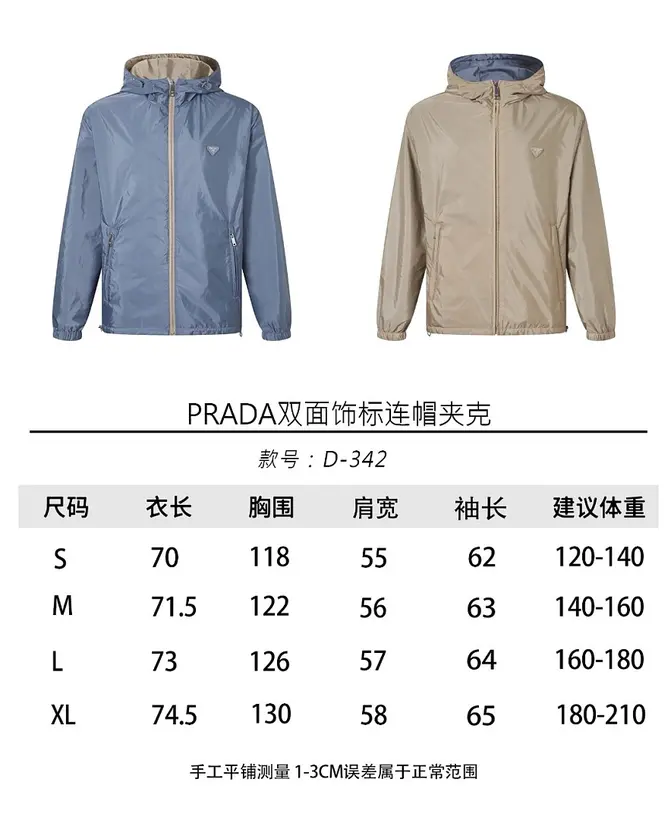 PRADA双面饰标连帽夹克
款号：D-342
尺码 衣长 胸围 肩宽 袖长 建议体重
S 70 118 55 62 120-140
M 71.5 122 56 63 140-160
L 73 126 57 64 160-180
XL 74.5 130 58 65 180-210
手工平铺测量 1-3CM误差属于正常范围